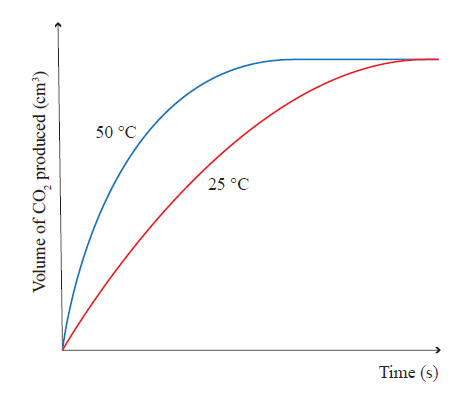 Volume of CO₂ produced (cm³)
50 °C
25 °C
Time (s)